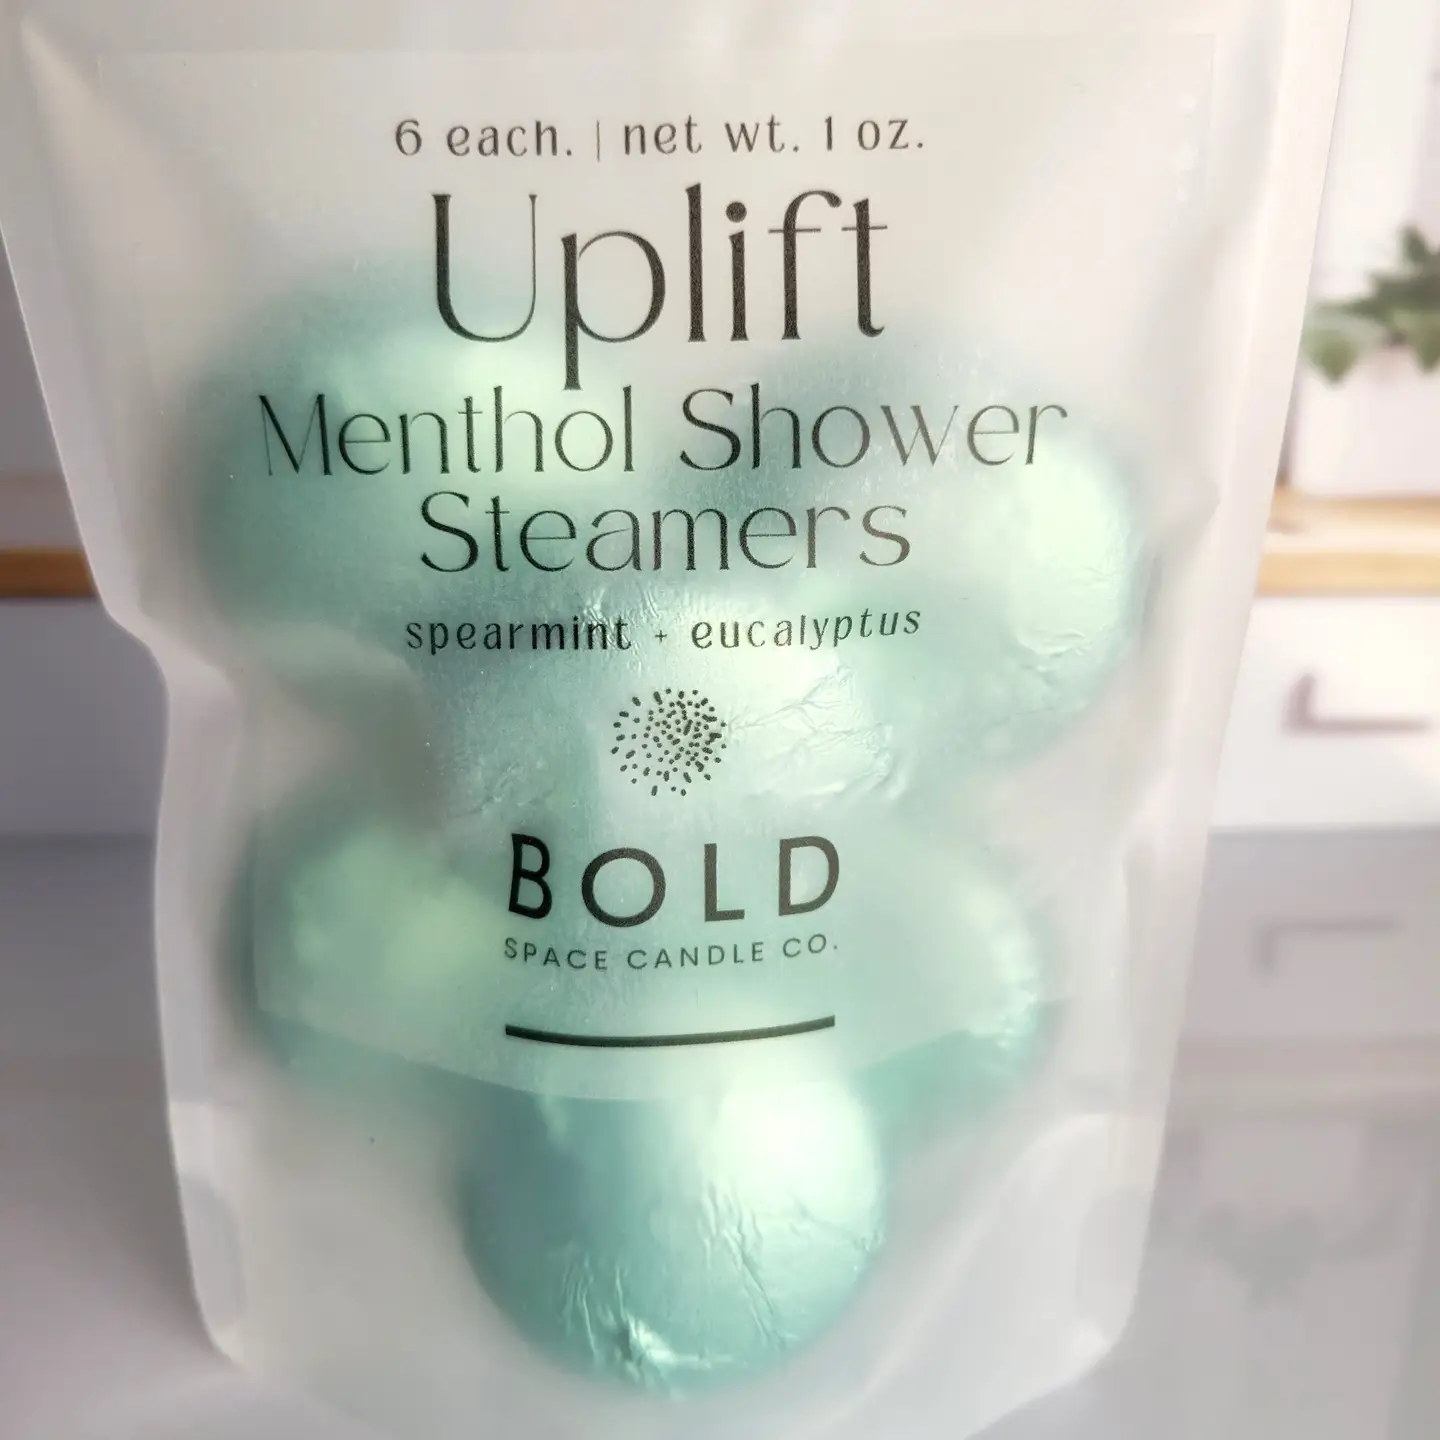 6 each. | net wt. 1 oz.
Uplift
Menthol Shower
Steamers
spearmint + eucalyptus
BOLD
SPACE CANDLE CO.